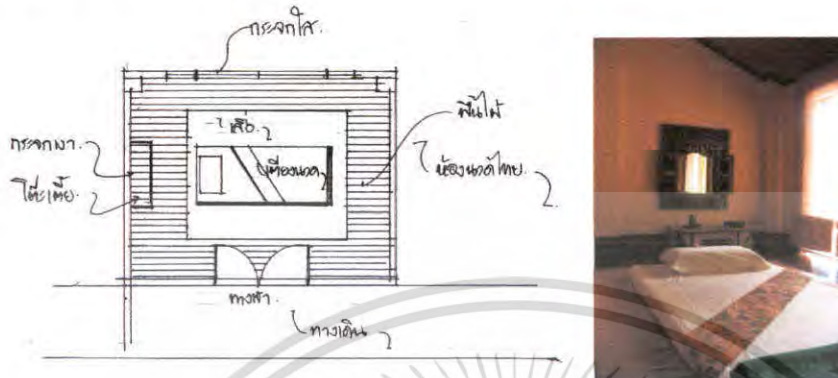 กระจกใส
กระจกเงา
โต๊ะเตี้ย
เสื่อ
เตียงนวด
พื้นไม้
ห้องนวดไทย
ทางเข้า
ทางเดิน